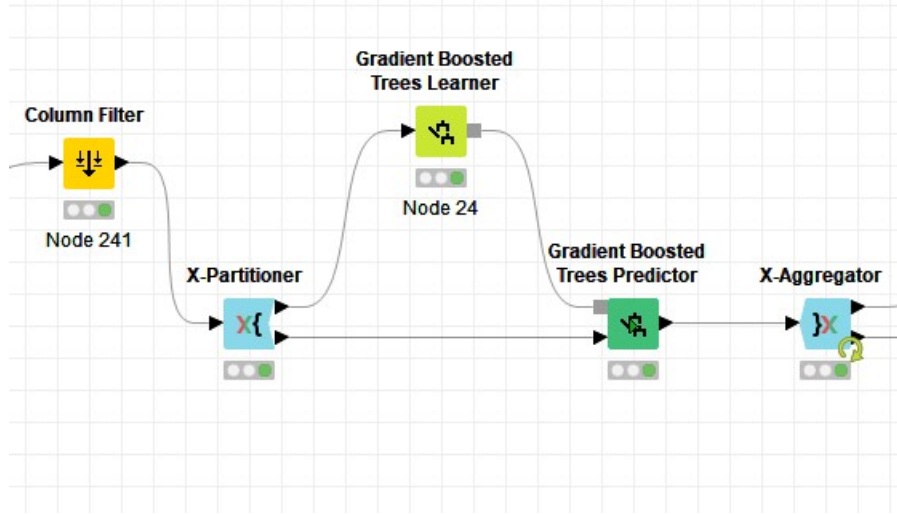 Gradient Boosted
Trees Learner
Column Filter
Node 24
Node 241
Gradient Boosted
Trees Predictor
X-Partitioner
X-Aggregator
X{
}X